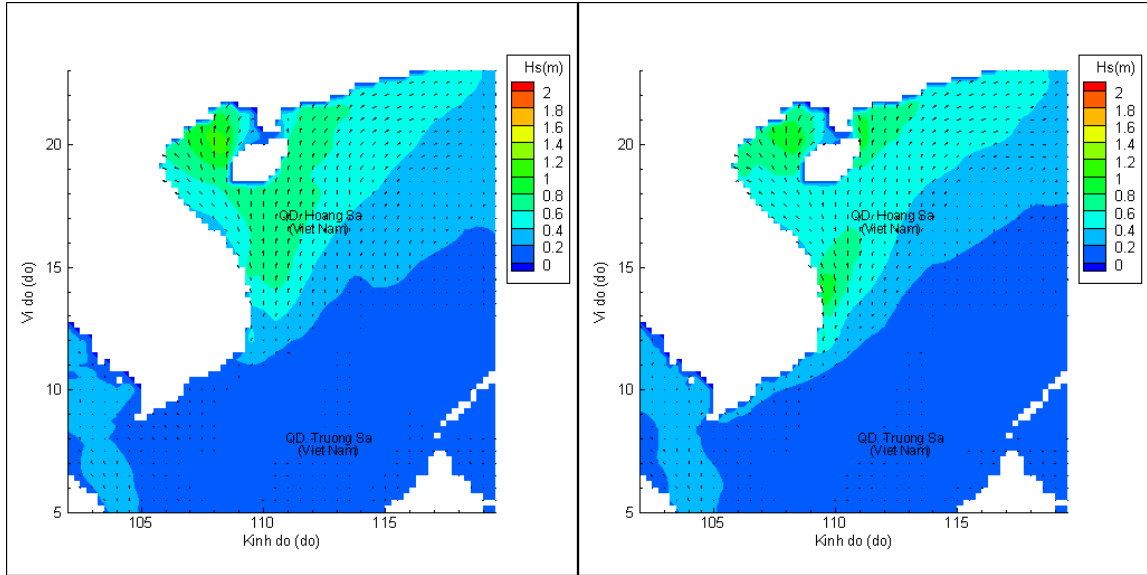 Hs(m)
2
1.8
1.6
1.4
1.2
1
0.8
0.6
0.4
0.2
0
20
15
10
5
Vi do (do)
QD. Hoang Sa
(Viet Nam)
QD. Truong Sa
(Viet Nam)
105
110
115
Kinh do (do)
Hs(m)
2
1.8
1.6
1.4
1.2
1
0.8
0.6
0.4
0.2
0
20
15
10
5
Vi do (do)
QD. Hoang Sa
(Viet Nam)
QD. Truong Sa
(Viet Nam)
105
110
115
Kinh do (do)